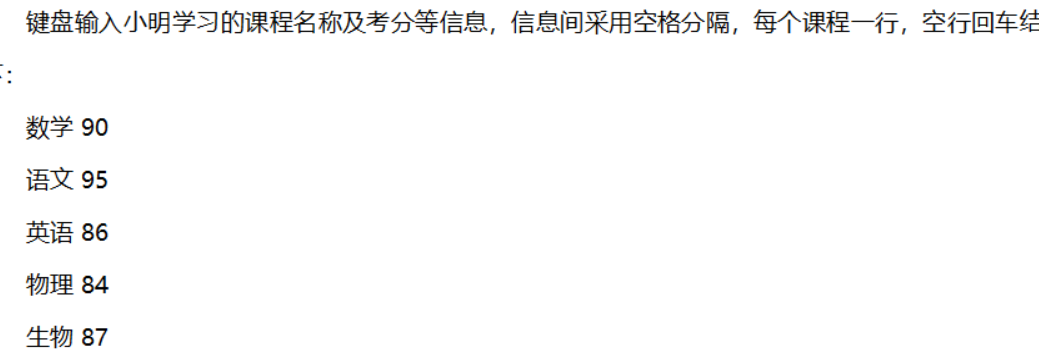 键盘输入小明学习的课程名称及考分等信息，信息间采用空格分隔，每个课程一行，空行回车结
：
数学 90
语文 95
英语 86
物理 84
生物 87